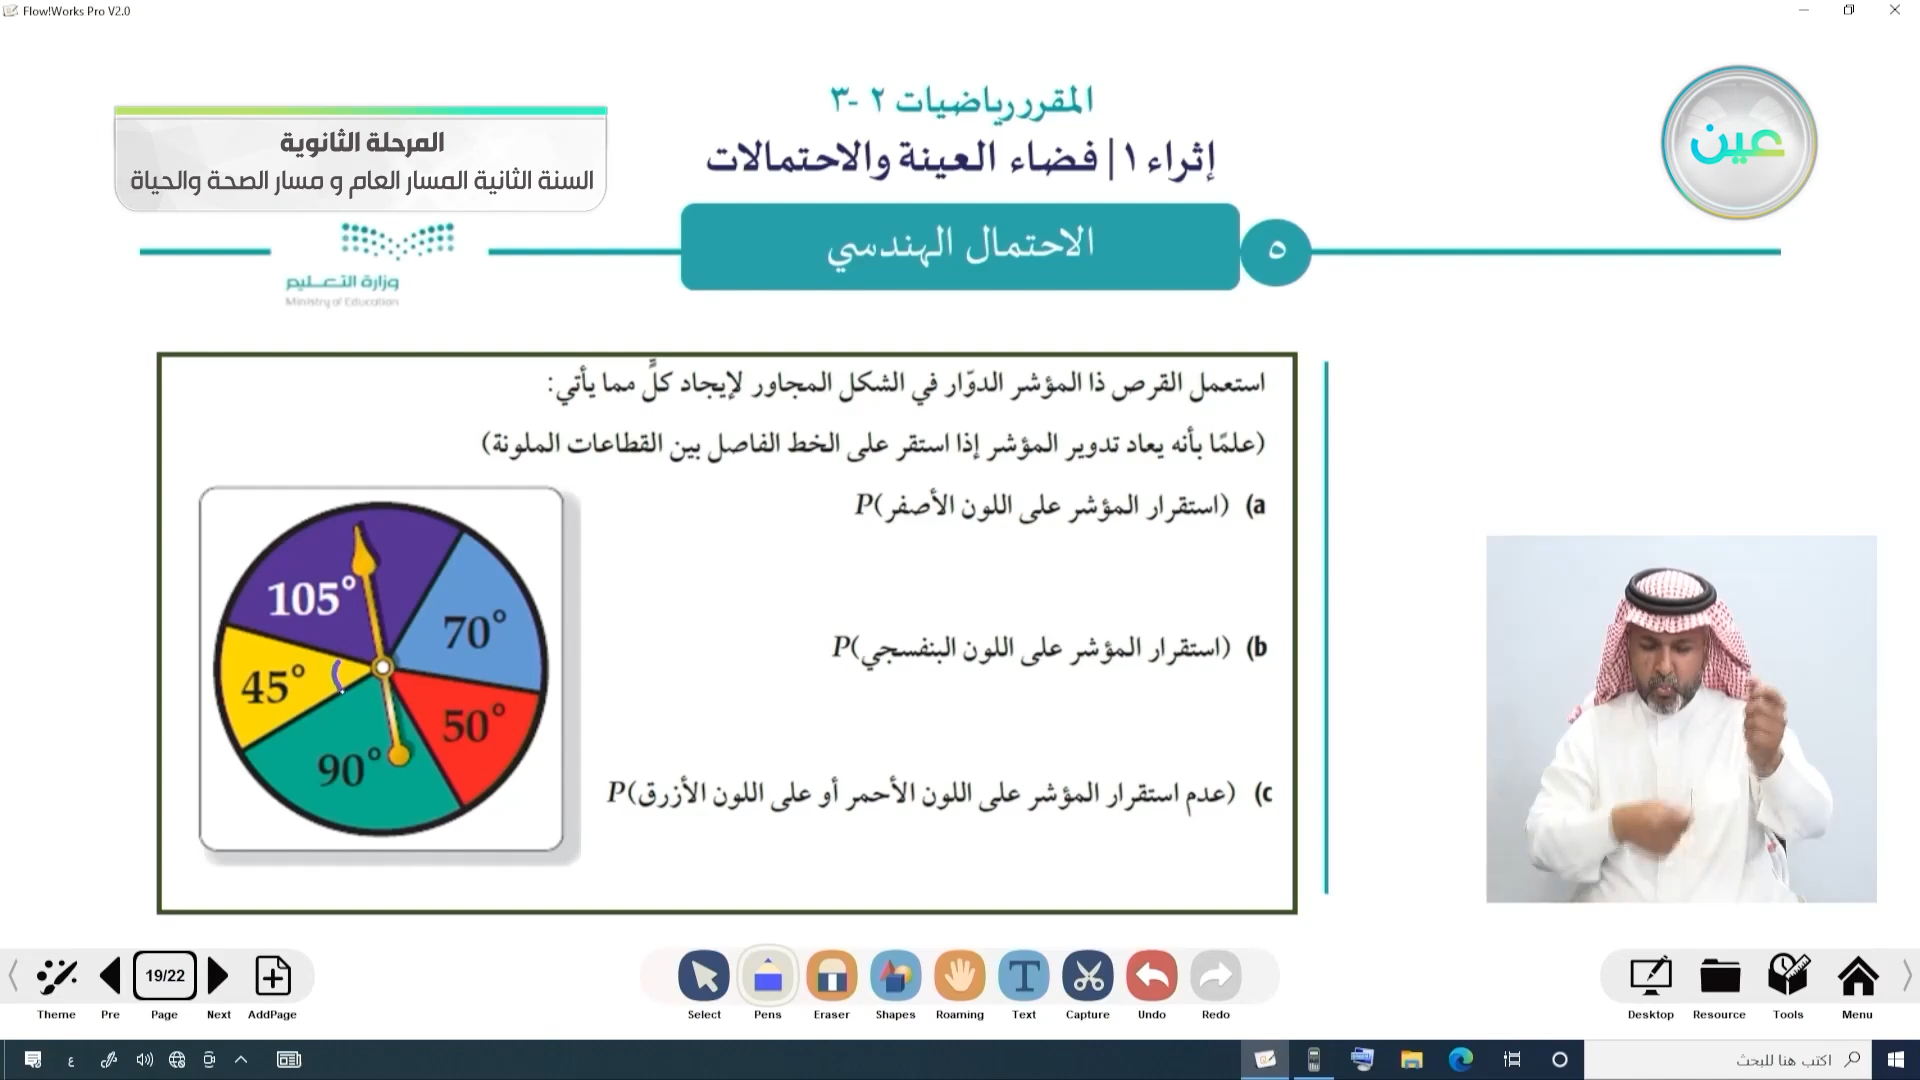 Flow!Works Pro V2.0
المقرر رياضيات ٢ -٣
إثراء ١ | فضاء العينة والاحتمالات
عين
المرحلة الثانوية
السنة الثانية المسار العام و مسار الصحة والحياة
الاحتمال الهندسي
٥
وزارة التعليم
Ministry of Education
استعمل القرص ذا المؤشر الدوّار في الشكل المجاور لإيجاد كلٍّ مما يأتي:
(علمًا بأنه يعاد تدوير المؤشر إذا استقر على الخط الفاصل بين القطاعات الملونة)
(a (استقرار المؤشر على اللون الأصفر)P
(b (استقرار المؤشر على اللون البنفسجي)P
(c (عدم استقرار المؤشر على اللون الأحمر أو على اللون الأزرق)P
105°
70°
45°
50°
90°
19/22
Theme Pre Page Next AddPage
Select Pens Eraser Shapes Roaming Text Capture Undo Redo
Desktop Resource Tools Menu
ع
اكتب هنا للبحث